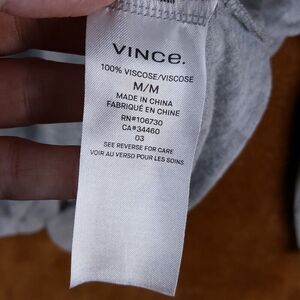 VINCE.
100% VISCOSE/VISCOSE
M/M
MADE IN CHINA
FABRIQUÉ EN CHINE
RN#106730
CA#34460
03
SEE REVERSE FOR CARE
VOIR AU VERSO POUR LES SOINS